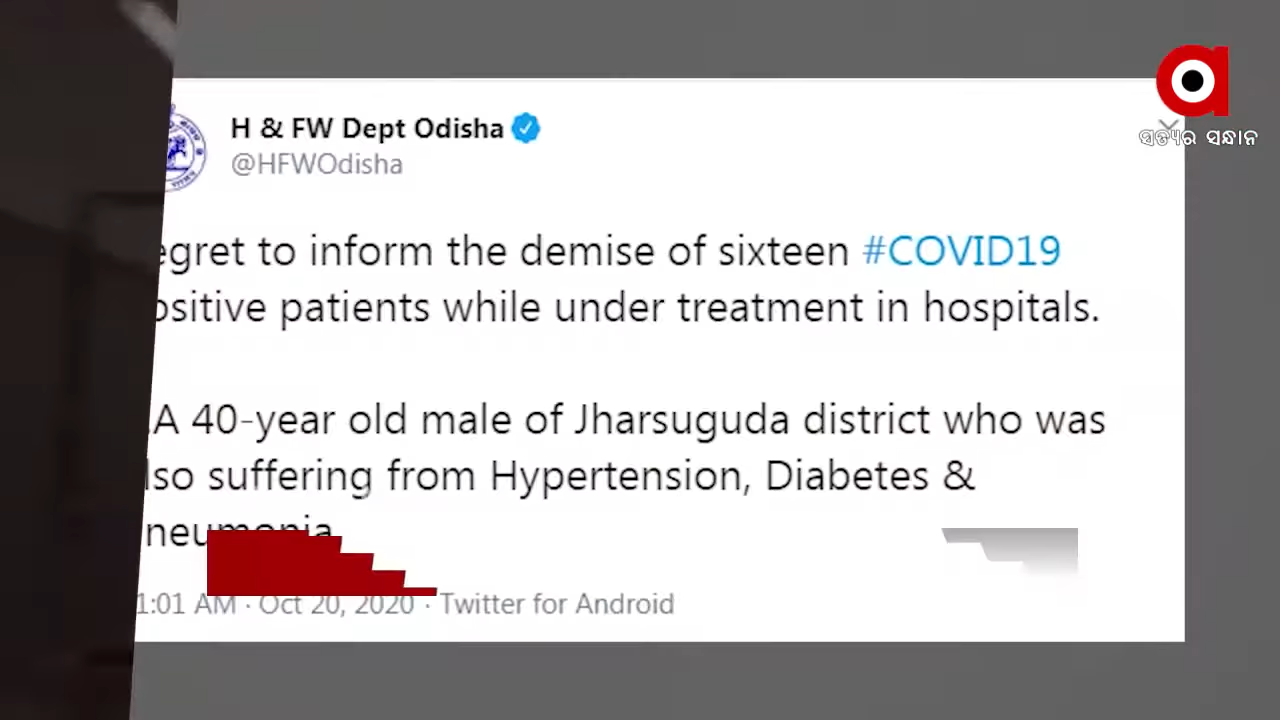 H & FW Dept Odisha
@HFWOdisha
ସତ୍ୟର ସନ୍ଧାନ
egret to inform the demise of sixteen #COVID19
ositive patients while under treatment in hospitals.
.A 40-year old male of Jharsuguda district who was
lso suffering from Hypertension, Diabetes &
neumonia
1:01 AM · Oct 20, 2020 · Twitter for Android